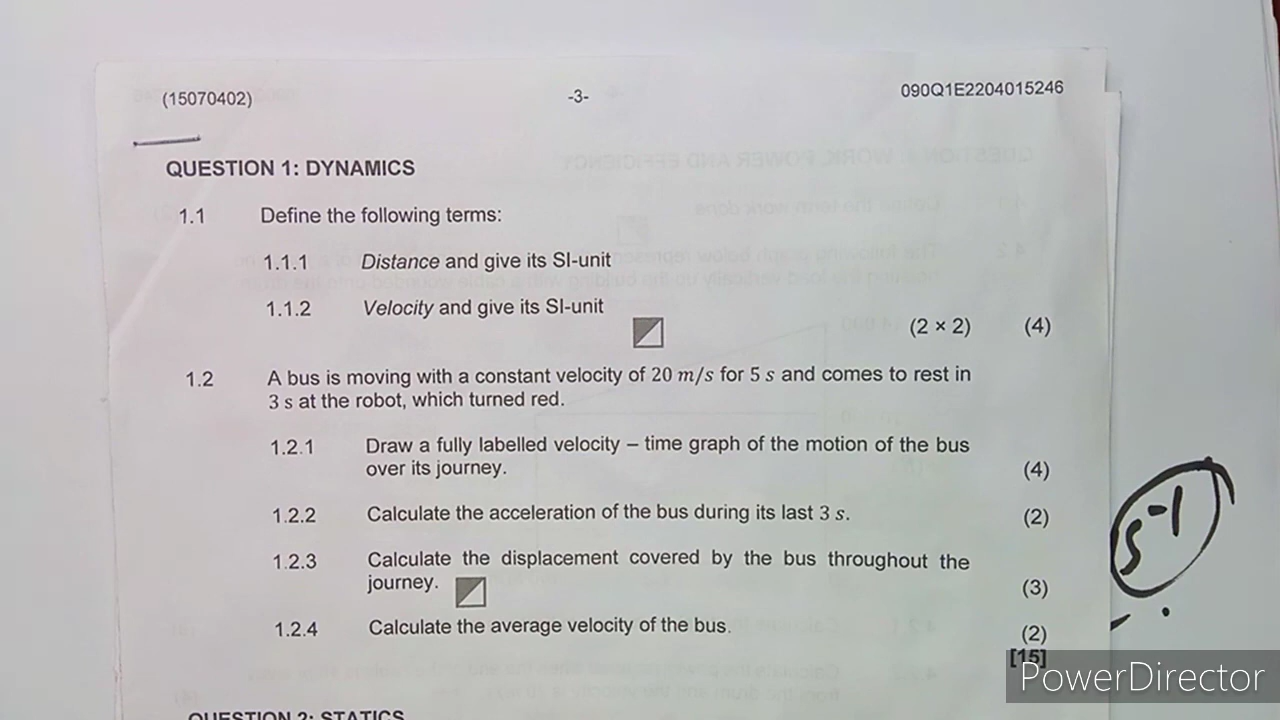 (15070402) -3- 090Q1E2204015246
QUESTION 1: DYNAMICS
1.1 Define the following terms:
1.1.1 Distance and give its SI-unit
1.1.2 Velocity and give its SI-unit
(2 × 2) (4)
1.2 A bus is moving with a constant velocity of 20 m/s for 5 s and comes to rest in
3 s at the robot, which turned red.
1.2.1 Draw a fully labelled velocity – time graph of the motion of the bus
over its journey. (4)
1.2.2 Calculate the acceleration of the bus during its last 3 s. (2)
1.2.3 Calculate the displacement covered by the bus throughout the
journey. (3)
1.2.4 Calculate the average velocity of the bus. (2)
[15]
QUESTION 2: STATICS
s⁻¹
PowerDirector